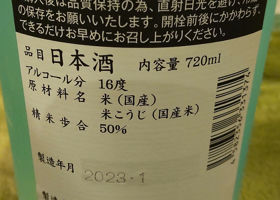 品質保持の為、直射日光を避け、
の保存をお願いいたします。開栓前後にかかわらず、
できるだけお早めにお召し上がりください。
品目 日本酒 内容量 720ml
アルコール分 16度
原材料名 米(国産)
米こうじ(国産米)
精米歩合 50%
製造年月 2023.1